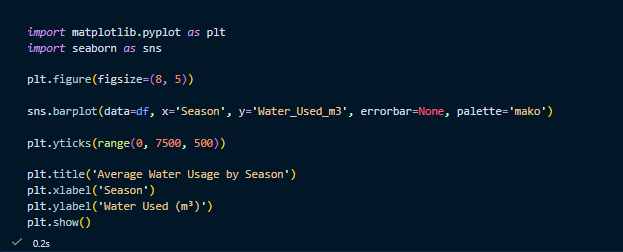 import matplotlib.pyplot as plt
import seaborn as sns
plt.figure(figsize=(8, 5))
sns.barplot(data=df, x='Season', y='Water_Used_m3', errorbar=None, palette='mako')
plt.yticks(range(0, 7500, 500))
plt.title('Average Water Usage by Season')
plt.xlabel('Season')
plt.ylabel('Water Used (m³)')
plt.show()
0.2s